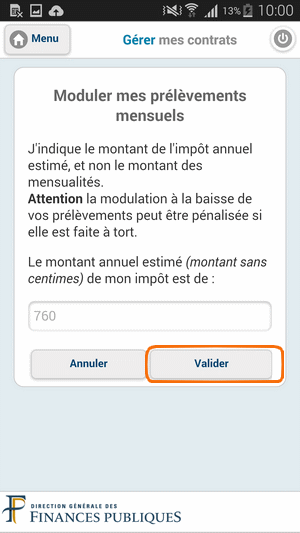 13% 10:00
Menu
Gérer mes contrats
Moduler mes prélèvements
mensuels
J'indique le montant de l'impôt annuel
estimé, et non le montant des
mensualités.
Attention la modulation à la baisse de
vos prélèvements peut être pénalisée si
elle est faite à tort.
Le montant annuel estimé (montant sans
centimes) de mon impôt est de :
760
Annuler Valider
DIRECTION GÉNÉRALE DES
FINANCES PUBLIQUES